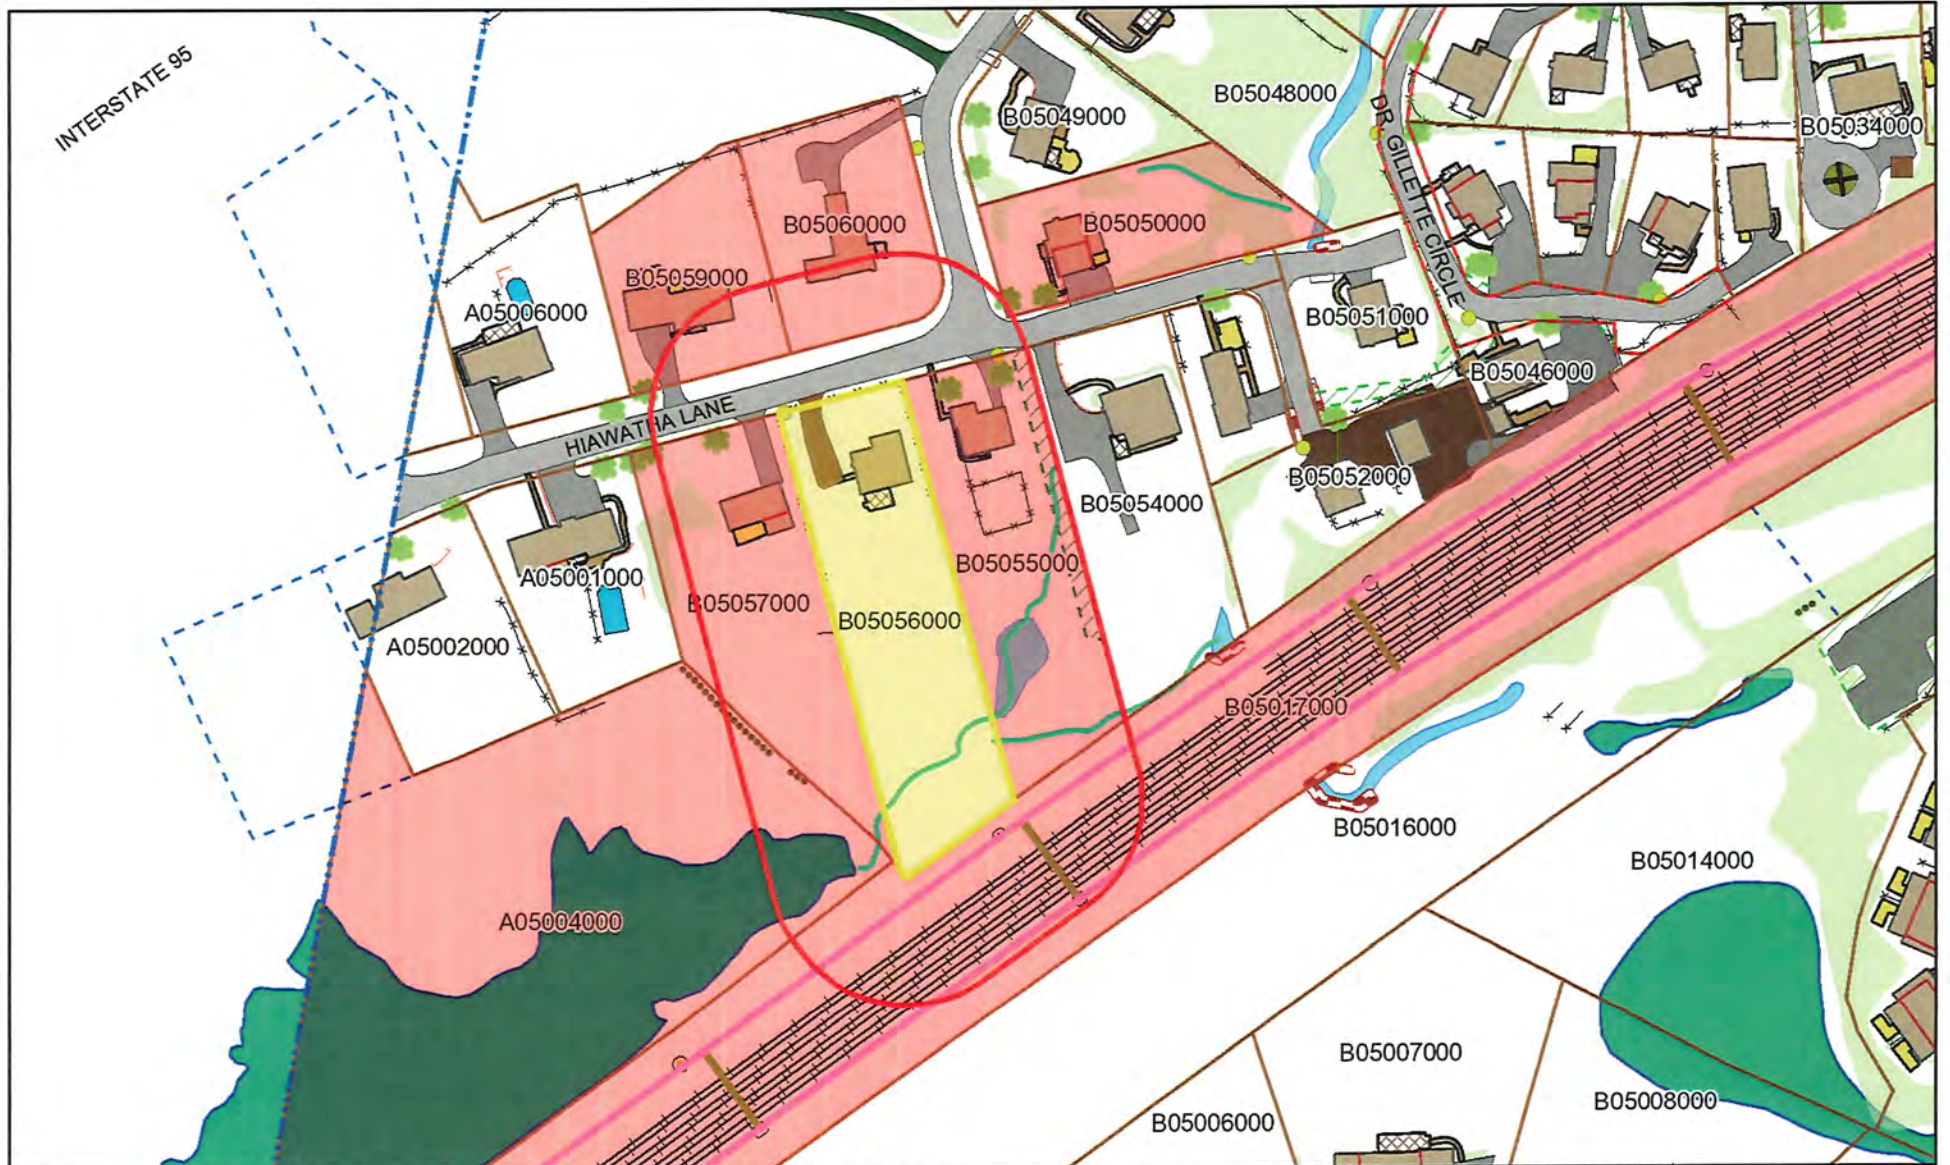 INTERSTATE 95
B05048000
B05049000
B05034000
DR GILLETTE CIRCLE
B05060000
B05050000
B05059000
A05006000
B05051000
B05046000
HIAWATHA LANE
B05052000
B05054000
B05055000
A05001000
B05057000
B05056000
A05002000
B05017000
B05016000
B05014000
A05004000
B05007000
B05008000
B05006000